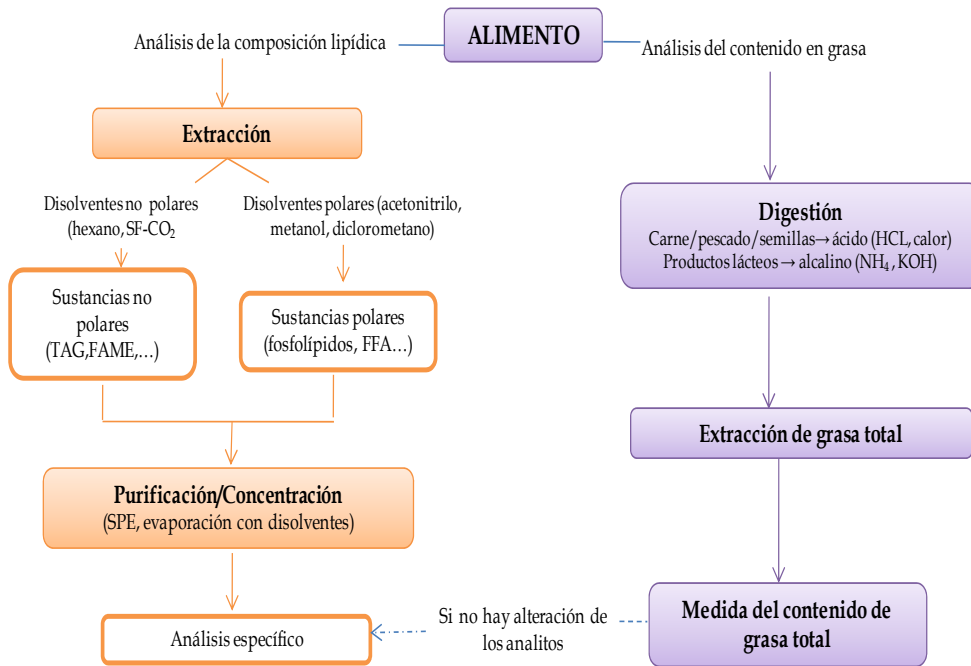 ALIMENTO
Análisis de la composición lipídica
Análisis del contenido en grasa
Extracción
Disolventes no polares
(hexano, SF-CO₂
Disolventes polares (acetonitrilo,
metanol, diclorometano)
Sustancias no
polares
(TAG,FAME,…)
Sustancias polares
(fosfolípidos, FFA…)
Purificación/Concentración
(SPE, evaporación con disolventes)
Análisis específico
Digestión
Carne/pescado/semillas→ ácido (HCL, calor)
Productos lácteos → alcalino (NH₄, KOH)
Extracción de grasa total
Medida del contenido de
grasa total
Si no hay alteración de
los analitos